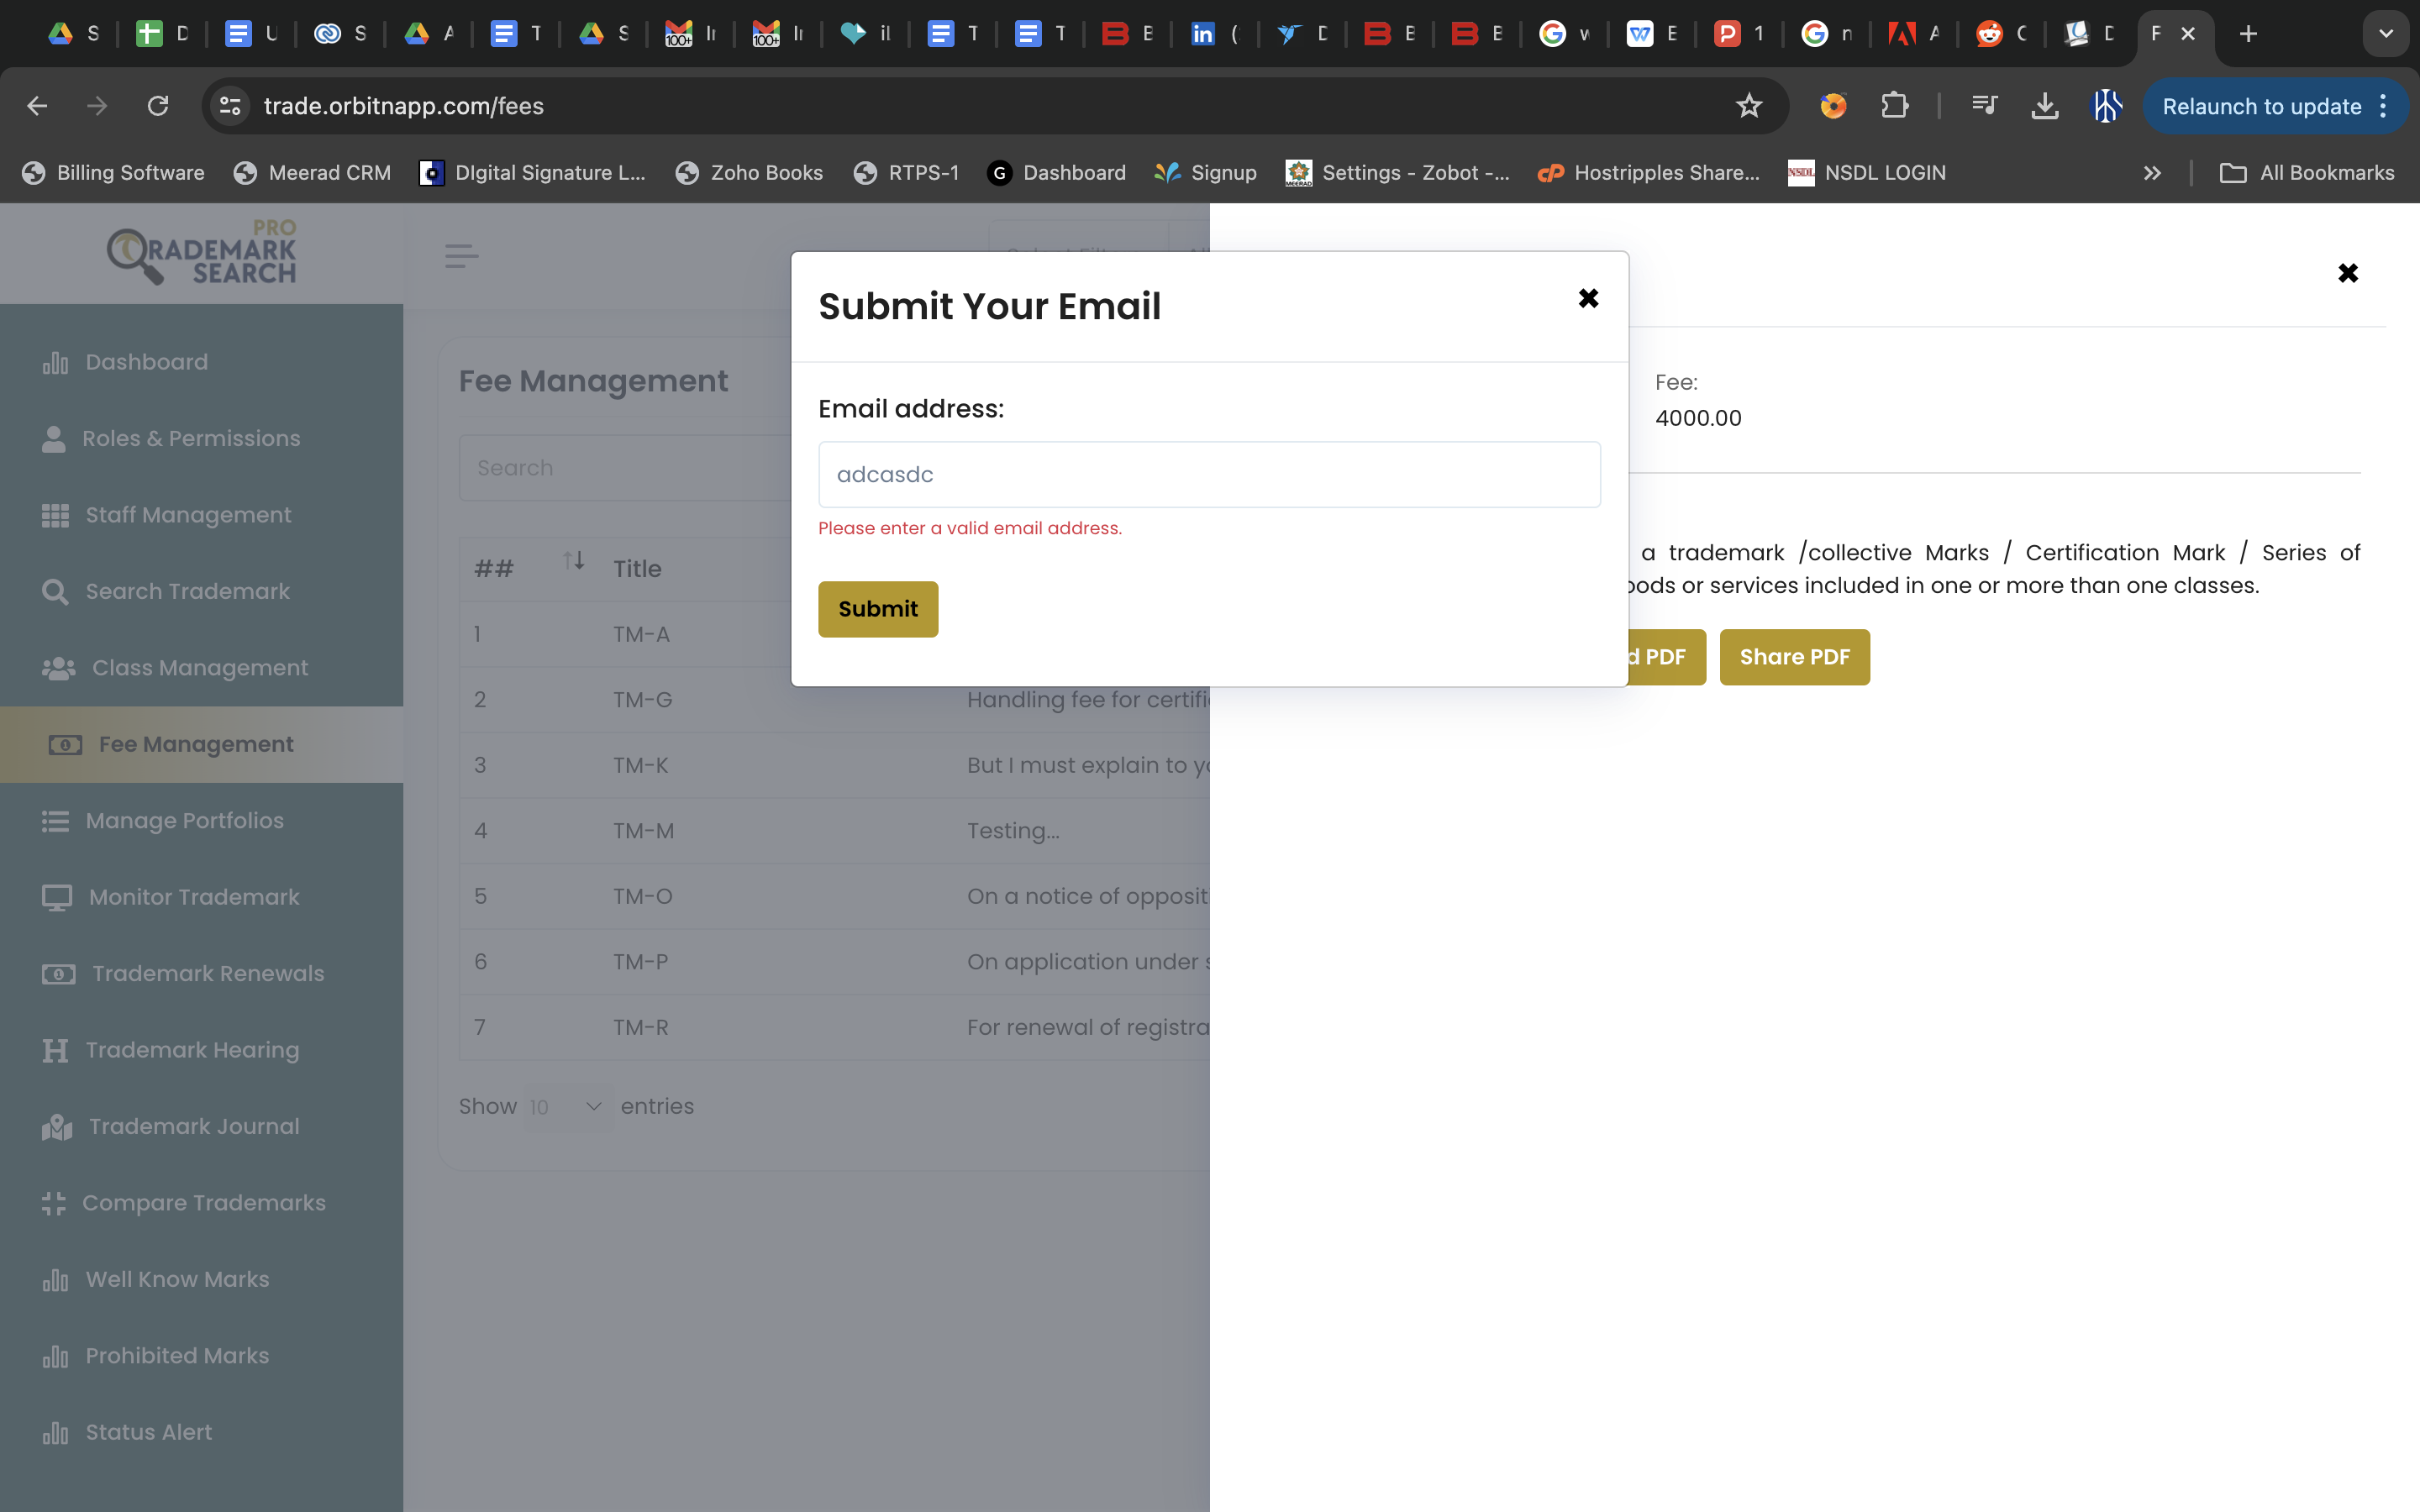 S
D
U
S
A
T
S
100+ Ir
100+ Ir
il
T
T
B
in (
D
B
B
G v
W E
P 1
G n
A
C
D
F
trade.orbitnapp.com/fees
Relaunch to update
Billing Software
Meerad CRM
DIgital Signature L...
Zoho Books
RTPS-1
G Dashboard
Signup
Settings - Zobot -...
cP Hostripples Share...
NSDL LOGIN
All Bookmarks
PRO
TRADEMARK
SEARCH
Dashboard
Roles & Permissions
Staff Management
Search Trademark
Class Management
Fee Management
Manage Portfolios
Monitor Trademark
Trademark Renewals
Trademark Hearing
Trademark Journal
Compare Trademarks
Well Know Marks
Prohibited Marks
Status Alert
Fee Management
Search
## Title
1 TM-A
2 TM-G Handling fee for certifi
3 TM-K But I must explain to yo
4 TM-M Testing...
5 TM-O On a notice of opposit
6 TM-P On application under s
7 TM-R For renewal of registra
Show 10 entries
Submit Your Email
Email address:
adcasdc
Please enter a valid email address.
Submit
Fee:
4000.00
a trademark /collective Marks / Certification Mark / Series of
oods or services included in one or more than one classes.
d PDF
Share PDF